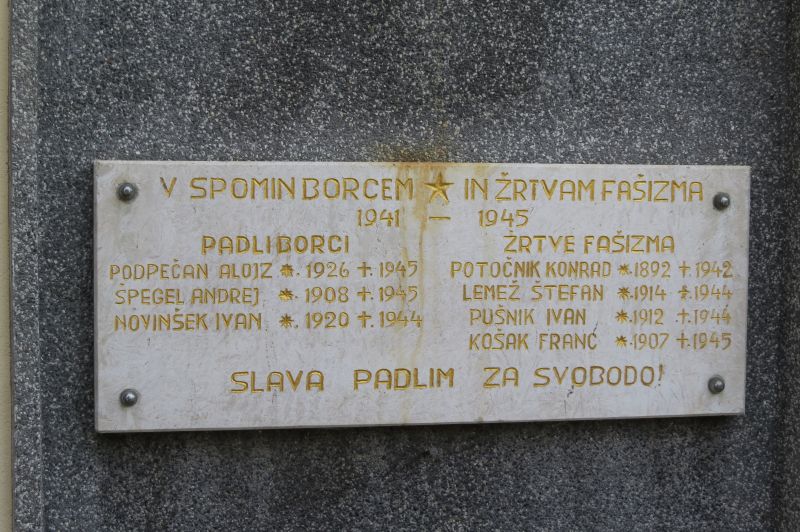 V SPOMIN BORCEM ★ IN ŽRTVAM FAŠIZMA
1941 — 1945
PADLI BORCI
PODPEČAN ALOJZ *. 1926 +. 1945
ŠPEGEL ANDREJ *. 1908 +. 1945
NOVINŠEK IVAN *. 1920 +. 1944
ŽRTVE FAŠIZMA
POTOČNIK KONRAD *. 1892 +. 1942
LEMEŽ ŠTEFAN *. 1914 +. 1944
PUŠNIK IVAN *. 1912 +. 1944
KOŠAK FRANC *. 1907 +. 1945
SLAVA PADLIM ZA SVOBODO!